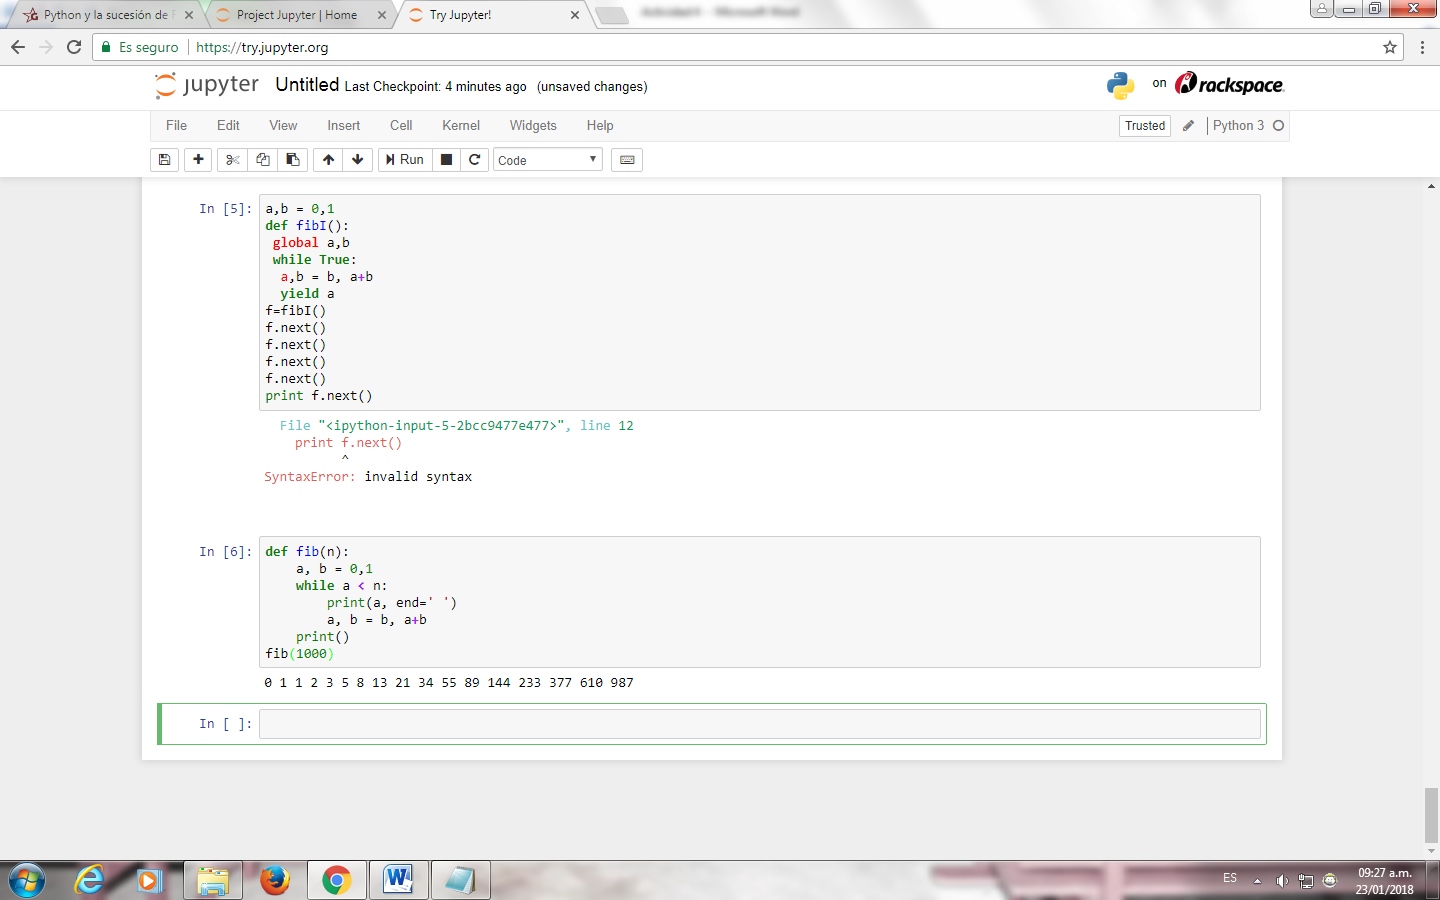 Python y la sucesión de F
Project Jupyter | Home
Try Jupyter!
Actividad 4 - Microsoft Word
Es seguro
https://try.jupyter.org
jupyter
Untitled Last Checkpoint: 4 minutes ago (unsaved changes)
on rackspace.
File Edit View Insert Cell Kernel Widgets Help
Trusted
Python 3
Run
Code
In [5]:
a,b = 0,1
def fibI():
 global a,b
 while True:
  a,b = b, a+b
  yield a
f=fibI()
f.next()
f.next()
f.next()
f.next()
print f.next()
  File "<ipython-input-5-2bcc9477e477>", line 12
    print f.next()
          ^
SyntaxError: invalid syntax
In [6]:
def fib(n):
    a, b = 0,1
    while a < n:
        print(a, end=' ')
        a, b = b, a+b
    print()
fib(1000)
0 1 1 2 3 5 8 13 21 34 55 89 144 233 377 610 987
In [ ]:
ES
09:27 a.m.
23/01/2018